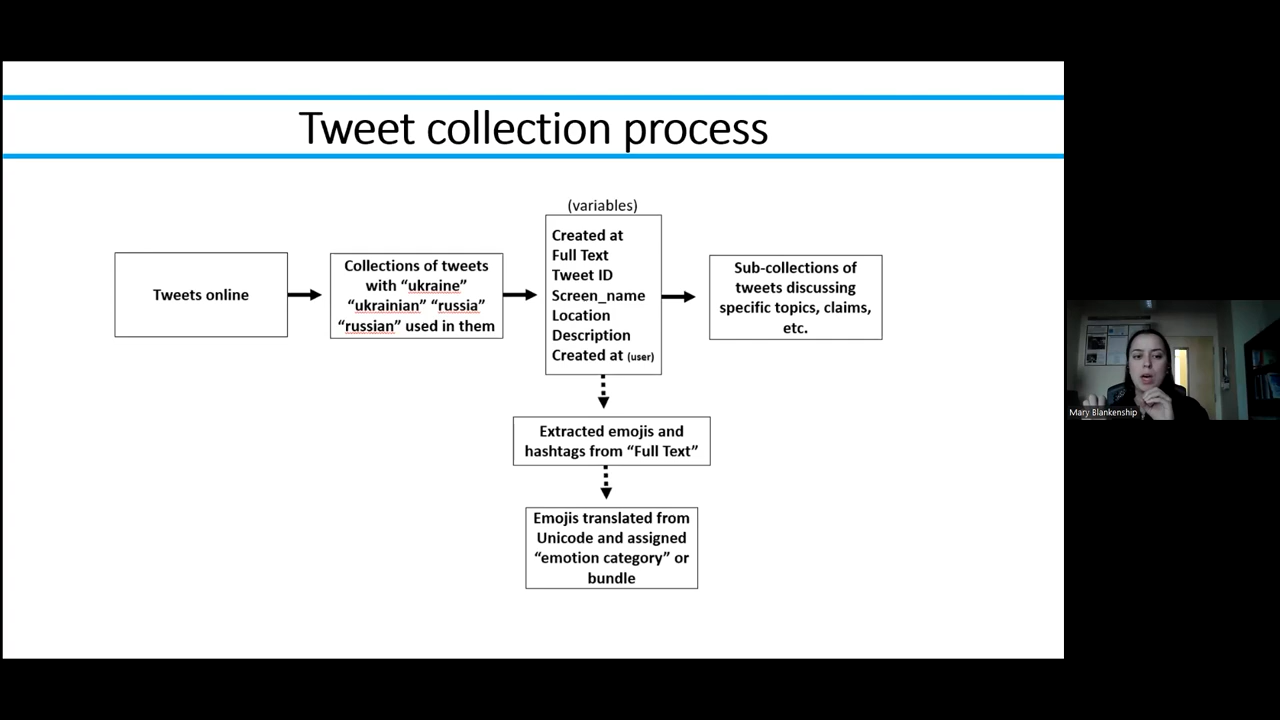 Tweet collection process
(variables)
Tweets online
Collections of tweets
with “ukraine”
“ukrainian” “russia”
“russian” used in them
Created at
Full Text
Tweet ID
Screen_name
Location
Description
Created at (user)
Sub-collections of
tweets discussing
specific topics, claims,
etc.
Extracted emojis and
hashtags from “Full Text”
Emojis translated from
Unicode and assigned
“emotion category” or
bundle
Mary Blankenship